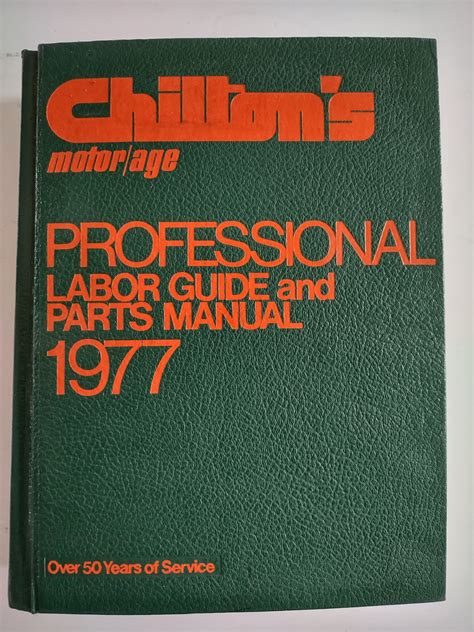 Chilton's
motor/age
PROFESSIONAL
LABOR GUIDE and
PARTS MANUAL
1977
Over 50 Years of Service